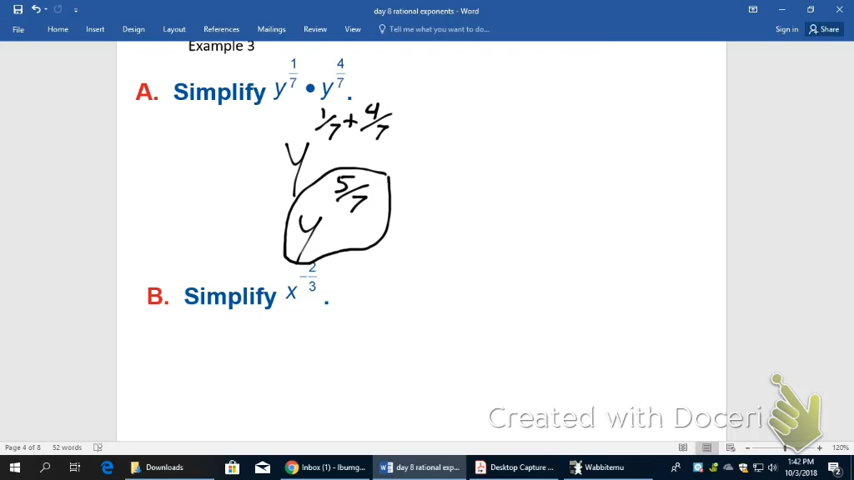 day 8 rational exponents - Word
File Home Insert Draw Layout References Mailings Review View Tell me what you want to do... Sign in Share
Example 3
A. Simplify y^{1/7} • y^{4/7}.
y^{1/7 + 4/7}
y^{5/7}
B. Simplify x^{-2/3}.
Created with Doceri
Page 4 of 8 52 words 120%
Downloads Inbox (1) - lbumg... day 8 rational exp... Desktop Capture ... Wabbitemu 1:42 PM
10/3/2018 2